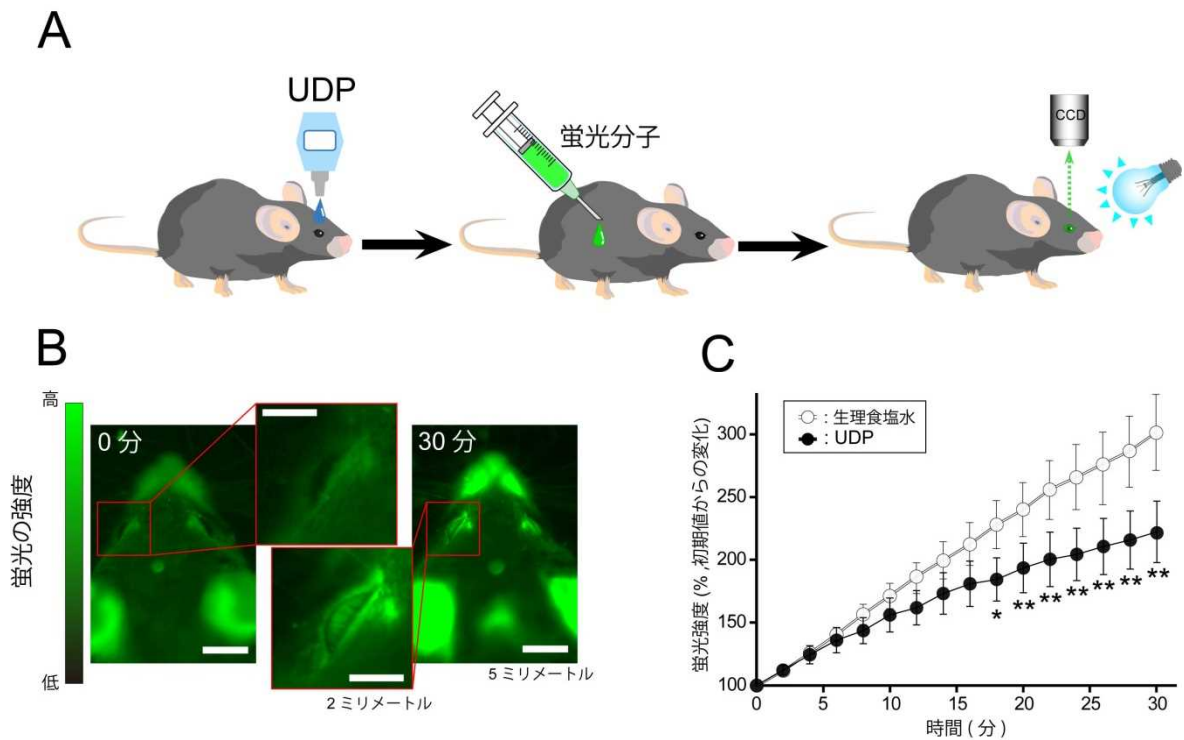 A
UDP
蛍光分子
CCD
B
高
蛍光の強度
低
0 分
30 分
2 ミリメートル
5 ミリメートル
C
蛍光強度 (% ,初期値からの変化)
300
250
200
150
100
: 生理食塩水
: UDP
* ** ** ** ** ** **
0 5 10 15 20 25 30
時間 ( 分 )